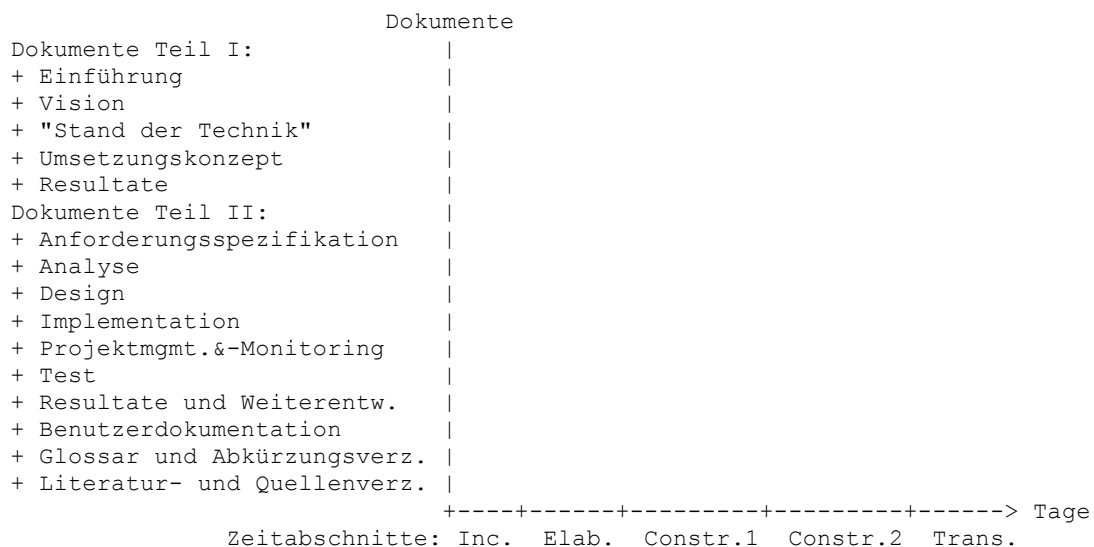 Dokumente
Dokumente Teil I: |
+ Einführung |
+ Vision |
+ "Stand der Technik" |
+ Umsetzungskonzept |
+ Resultate |
Dokumente Teil II: |
+ Anforderungsspezifikation |
+ Analyse |
+ Design |
+ Implementation |
+ Projektmgmt.&-Monitoring |
+ Test |
+ Resultate und Weiterentw. |
+ Benutzerdokumentation |
+ Glossar und Abkürzungsverz. |
+ Literatur- und Quellenverz. |
+----+------+---------+---------+------> Tage
Zeitabschnitte: Inc. Elab. Constr.1 Constr.2 Trans.